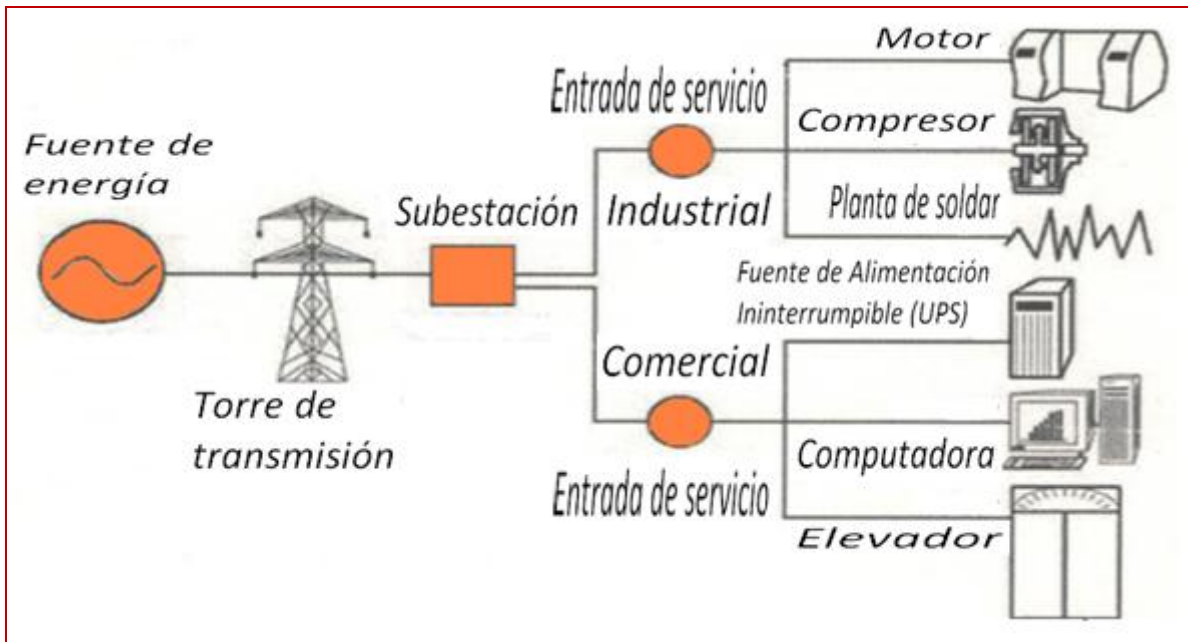 Motor
Entrada de servicio
Compresor
Fuente de
energía
Subestación
Industrial
Planta de soldar
Fuente de Alimentación
Ininterrumpible (UPS)
Comercial
Torre de
transmisión
Computadora
Entrada de servicio
Elevador